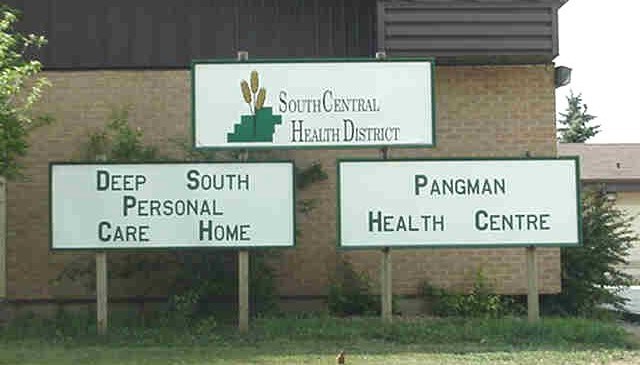 South Central
Health District
Deep South
Personal
Care Home
Pangman
Health Centre